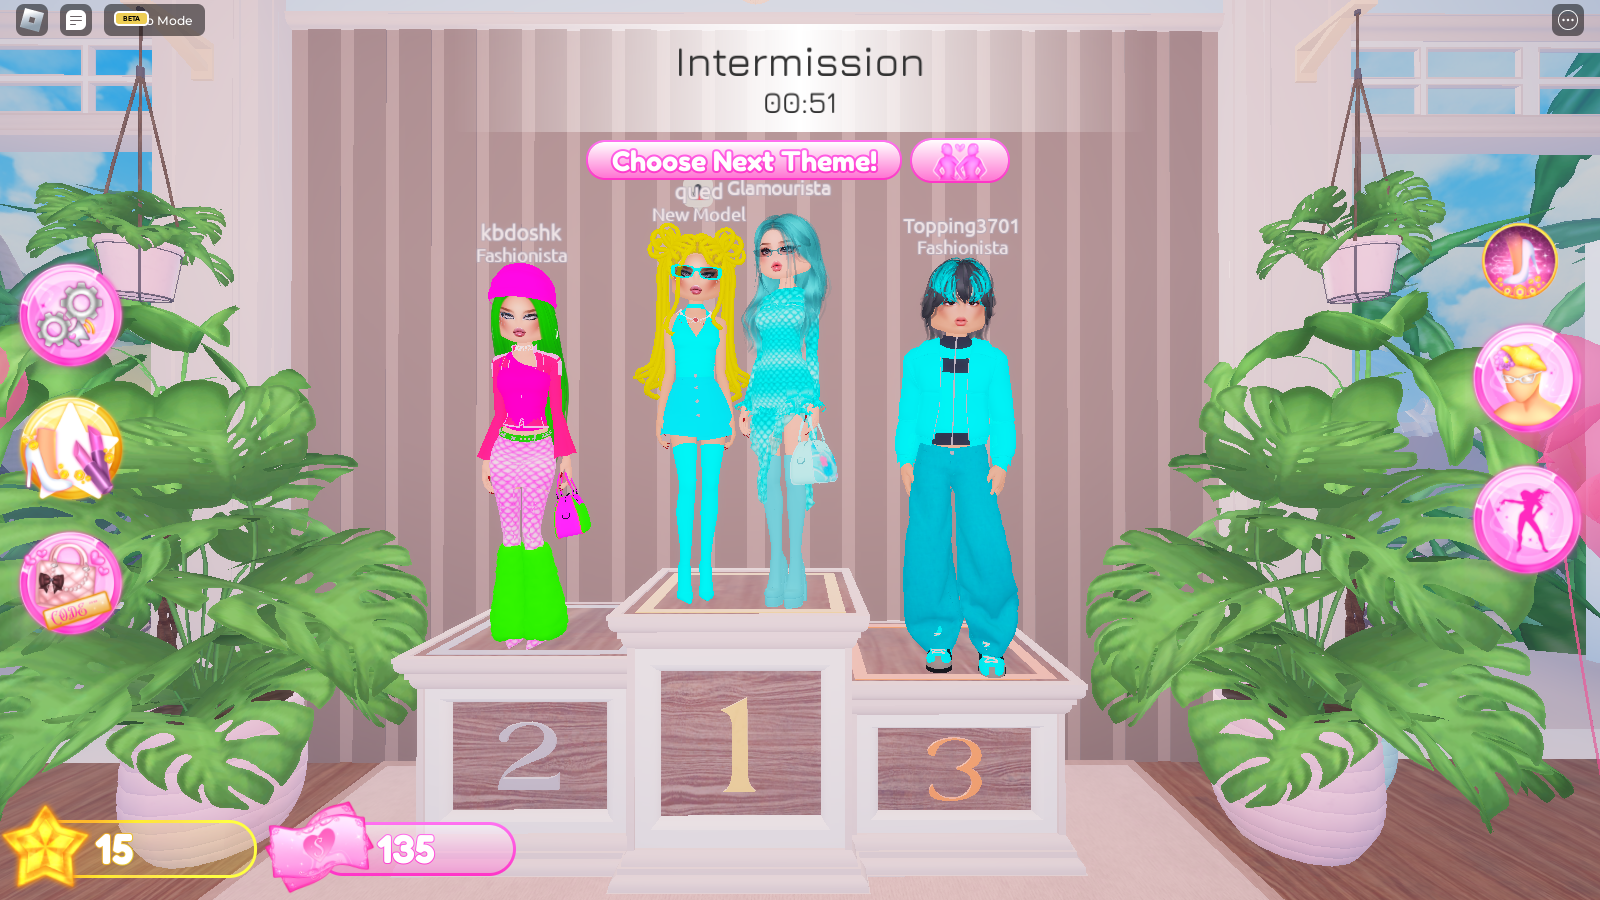 BETA
Mode
Intermission
00:51
Choose Next Theme!
Glamourista
qued
New Model
kbdoshk
Fashionista
Topping3701
Fashionista
CODE
2
1
3
15
135